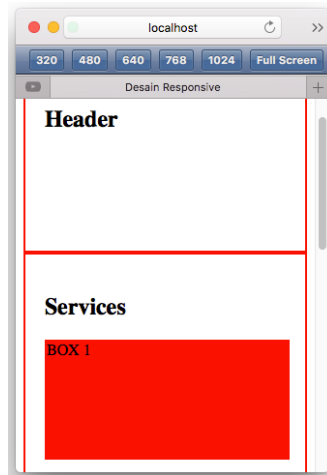 localhost
320 480 640 768 1024 Full Screen
Desain Responsive
Header
Services
BOX 1